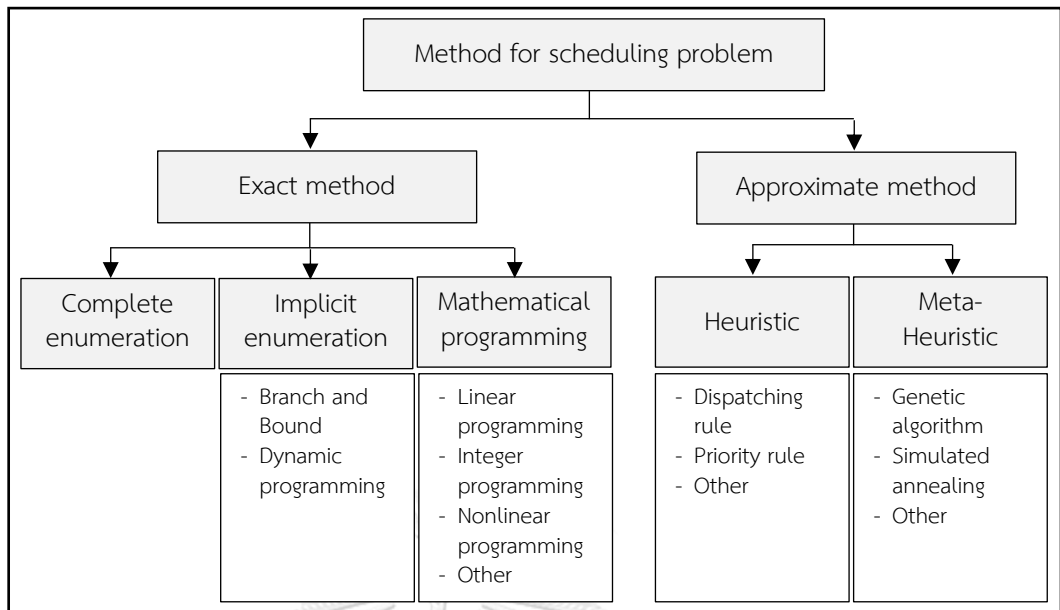 Method for scheduling problem
Exact method
Approximate method
Complete
enumeration
Implicit
enumeration
Mathematical
programming
Heuristic
Meta-
Heuristic
- Branch and
Bound
- Dynamic
programming
- Linear
programming
- Integer
programming
- Nonlinear
programming
- Other
- Dispatching
rule
- Priority rule
- Other
- Genetic
algorithm
- Simulated
annealing
- Other